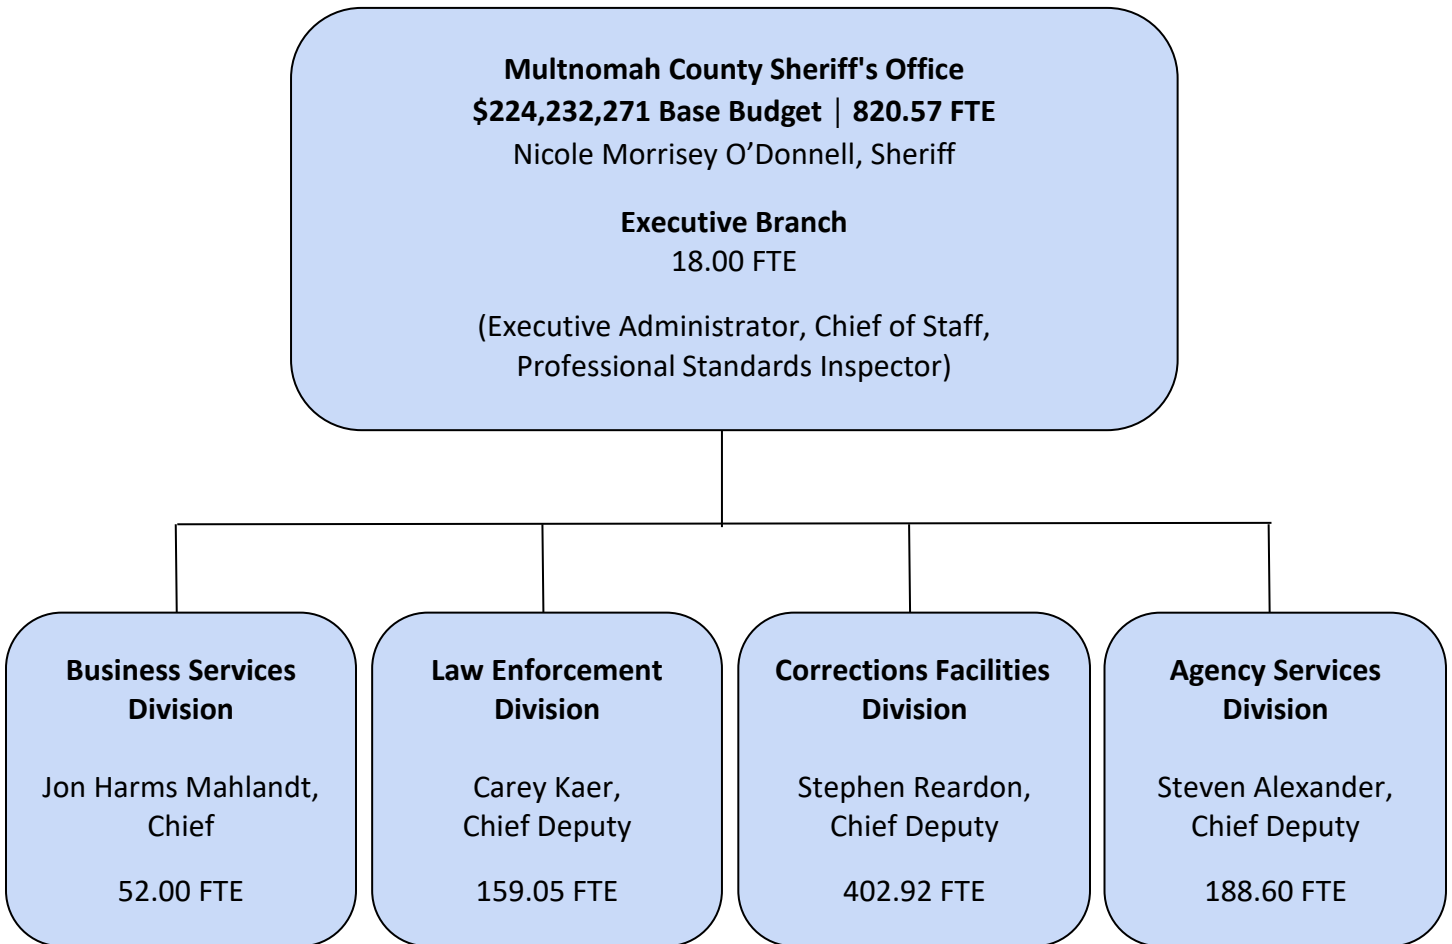 Multnomah County Sheriff's Office
$224,232,271 Base Budget | 820.57 FTE
Nicole Morrisey O’Donnell, Sheriff
Executive Branch
18.00 FTE
(Executive Administrator, Chief of Staff,
Professional Standards Inspector)
Business Services
Division
Jon Harms Mahlandt,
Chief
52.00 FTE
Law Enforcement
Division
Carey Kaer,
Chief Deputy
159.05 FTE
Corrections Facilities
Division
Stephen Reardon,
Chief Deputy
402.92 FTE
Agency Services
Division
Steven Alexander,
Chief Deputy
188.60 FTE